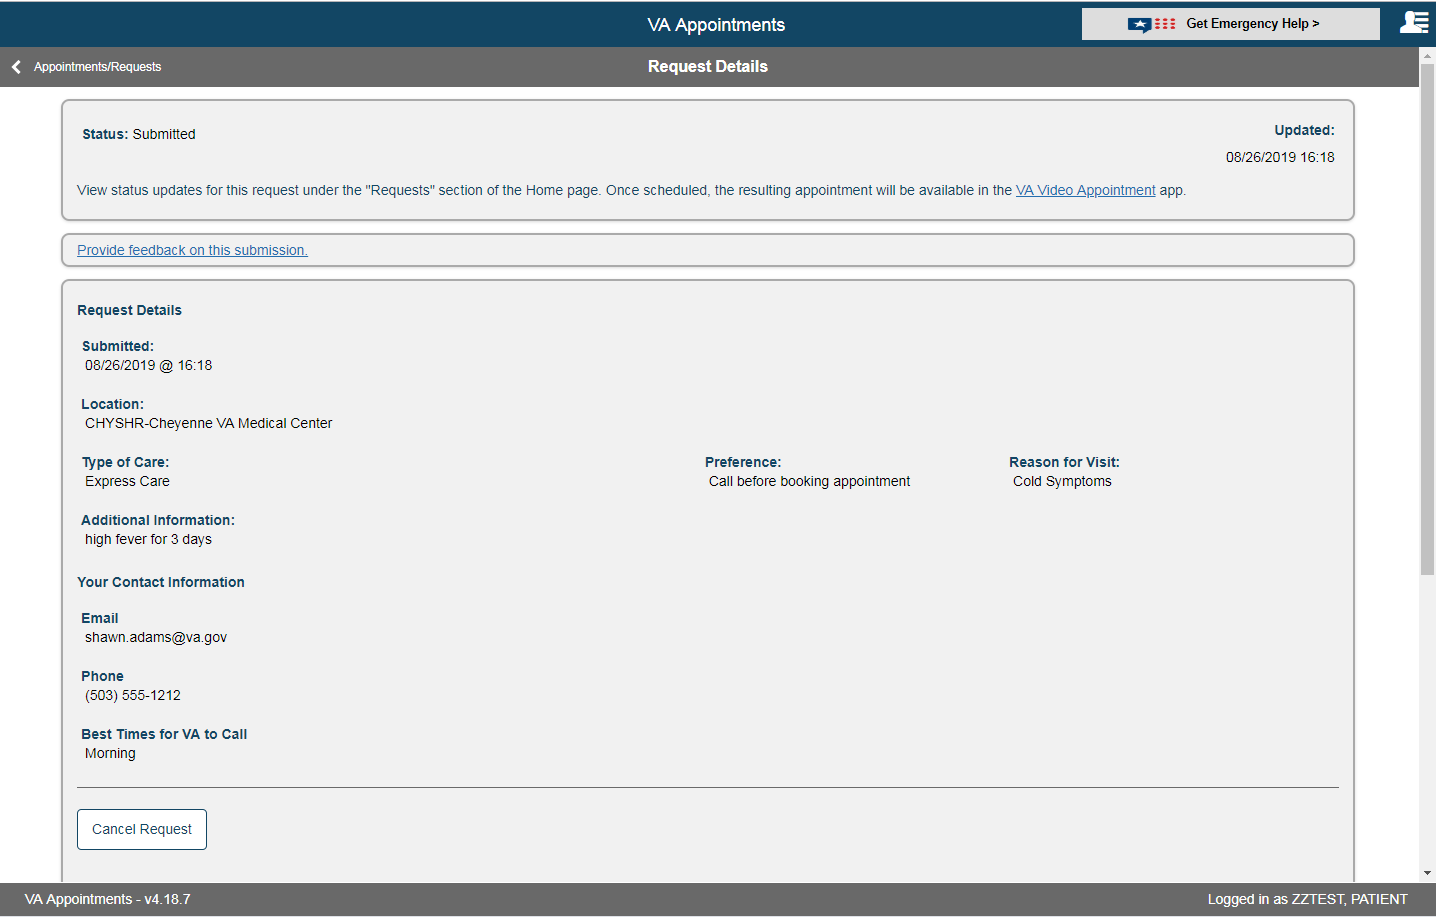 VA Appointments
Get Emergency Help >
Appointments/Requests
Request Details
Status: Submitted
Updated:
08/26/2019 16:18
View status updates for this request under the "Requests" section of the Home page. Once scheduled, the resulting appointment will be available in the VA Video Appointment app.
Provide feedback on this submission.
Request Details
Submitted:
08/26/2019 @ 16:18
Location:
CHYSHR-Cheyenne VA Medical Center
Type of Care: Preference: Reason for Visit:
Express Care Call before booking appointment Cold Symptoms
Additional Information:
high fever for 3 days
Your Contact Information
Email
shawn.adams@va.gov
Phone
(503) 555-1212
Best Times for VA to Call
Morning
Cancel Request
VA Appointments - v4.18.7
Logged in as ZZTEST, PATIENT